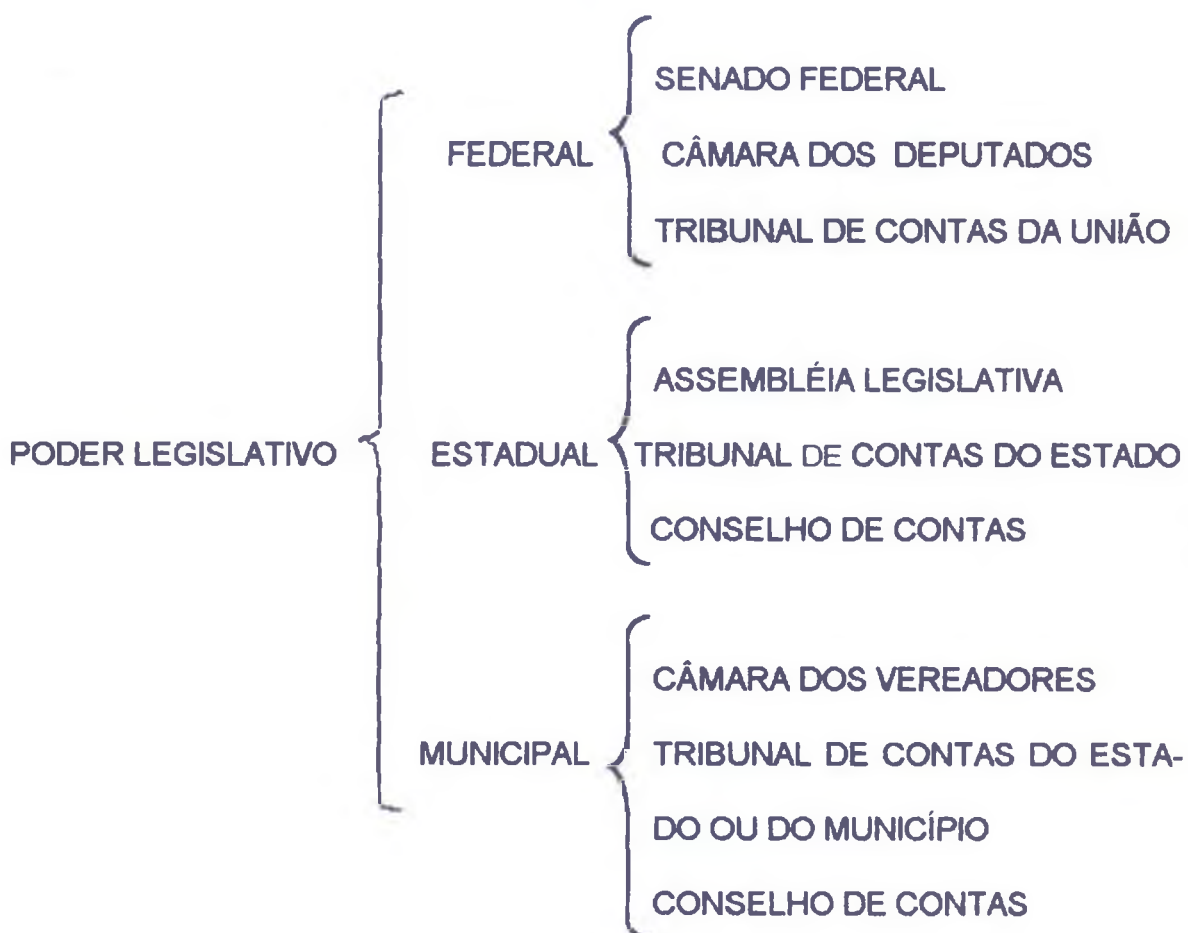 SENADO FEDERAL
FEDERAL
CÂMARA DOS DEPUTADOS
TRIBUNAL DE CONTAS DA UNIÃO
ASSEMBLÉIA LEGISLATIVA
PODER LEGISLATIVO
ESTADUAL
TRIBUNAL DE CONTAS DO ESTADO
CONSELHO DE CONTAS
CÂMARA DOS VEREADORES
MUNICIPAL
TRIBUNAL DE CONTAS DO ESTA-
DO OU DO MUNICÍPIO
CONSELHO DE CONTAS